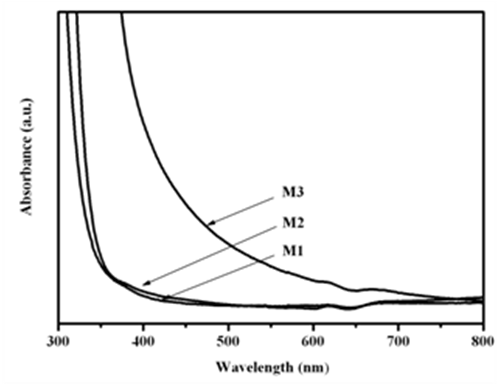 Absorbance (a.u.)
M3
M2
M1
300 400 500 600 700 800
Wavelength (nm)